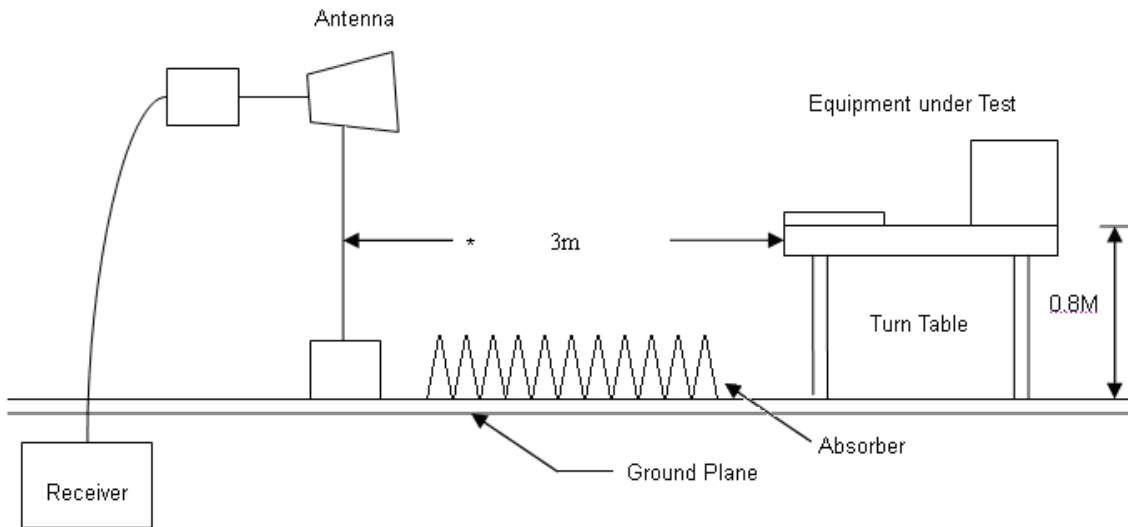 Antenna
Equipment under Test
* 3m
0.8M
Turn Table
Absorber
Ground Plane
Receiver